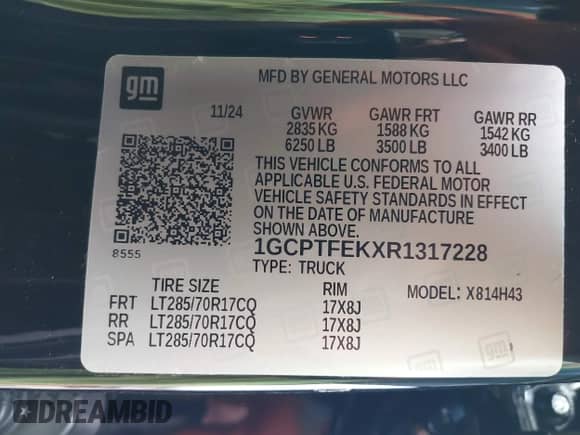 gm
MFD BY GENERAL MOTORS LLC
11/24 GVWR GAWR FRT GAWR RR
2835 KG 1588 KG 1542 KG
6250 LB 3500 LB 3400 LB
THIS VEHICLE CONFORMS TO ALL
APPLICABLE U.S. FEDERAL MOTOR
VEHICLE SAFETY STANDARDS IN EFFECT
ON THE DATE OF MANUFACTURE
SHOWN ABOVE.
8555
1GCPTFEKXR1317228
TYPE: TRUCK
TIRE SIZE RIM MODEL: X814H43
FRT LT285/70R17CQ 17X8J
RR LT285/70R17CQ 17X8J
SPA LT285/70R17CQ 17X8J
gm
DREAMBID